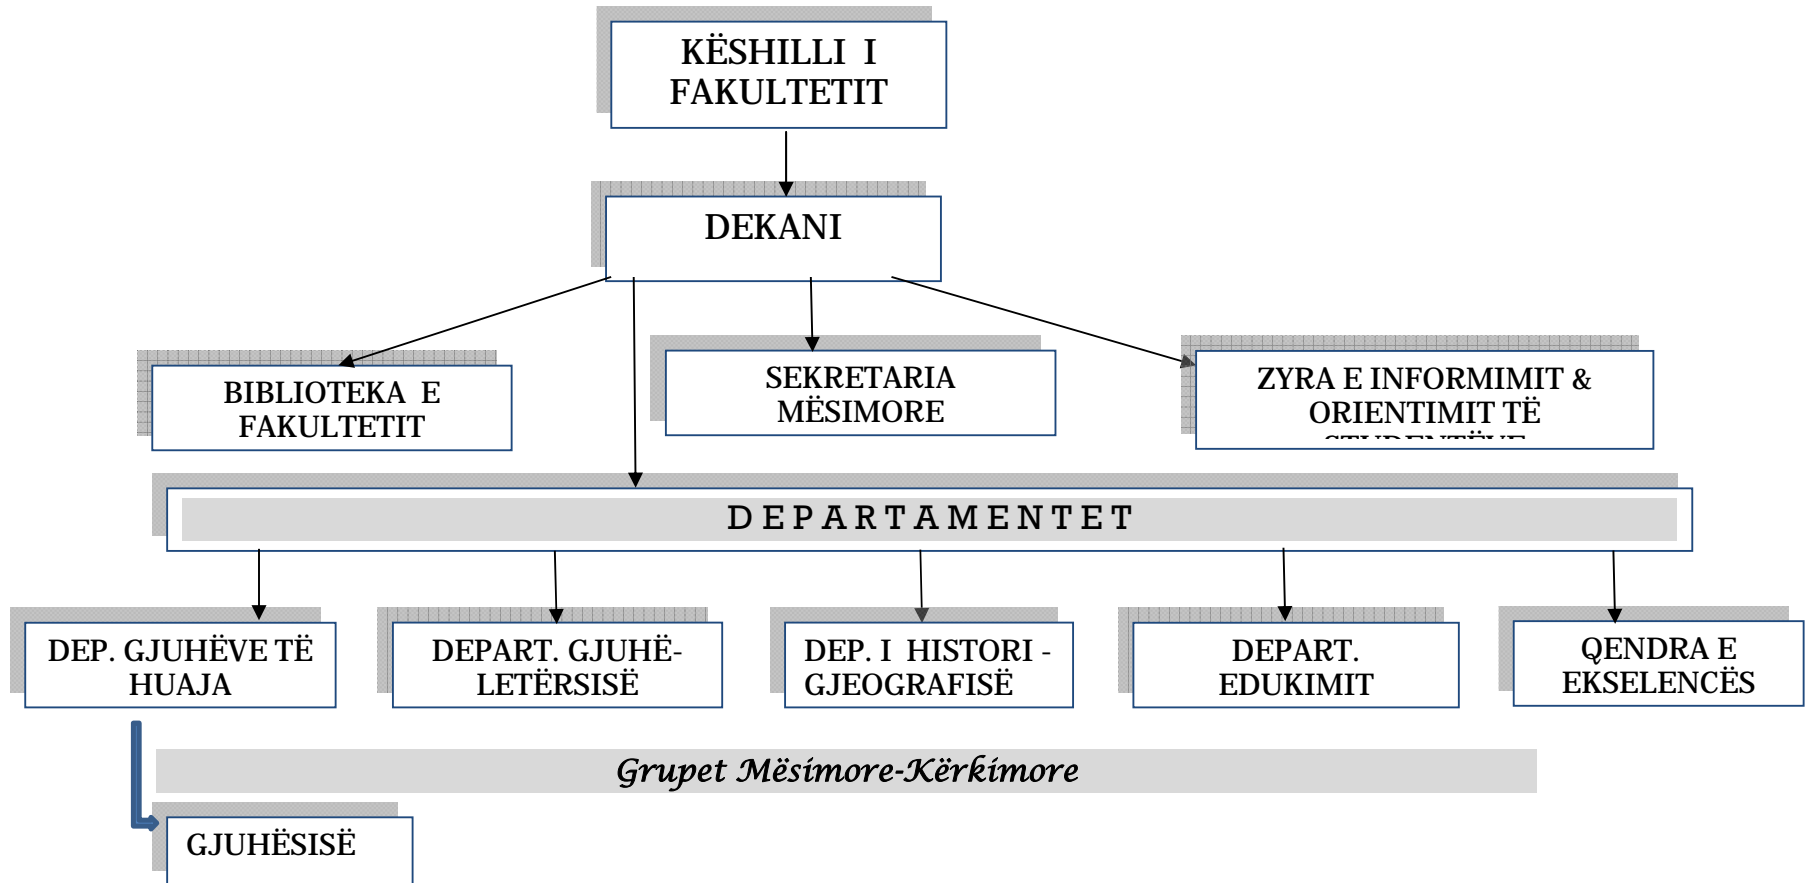 KËSHILLI I
FAKULTETIT
DEKANI
BIBLIOTEKA E
FAKULTETIT
SEKRETARIA
MËSIMORE
ZYRA E INFORMIMIT &
ORIENTIMIT TË
DEPARTAMENTET
DEP. GJUHËVE TË
HUAJA
DEPART. GJUHË-
LETËRSISË
DEP. I HISTORI -
GJEOGRAFISË
DEPART.
EDUKIMIT
QENDRA E
EKSELENCËS
Grupet Mësimore-Kërkimore
GJUHËSISË